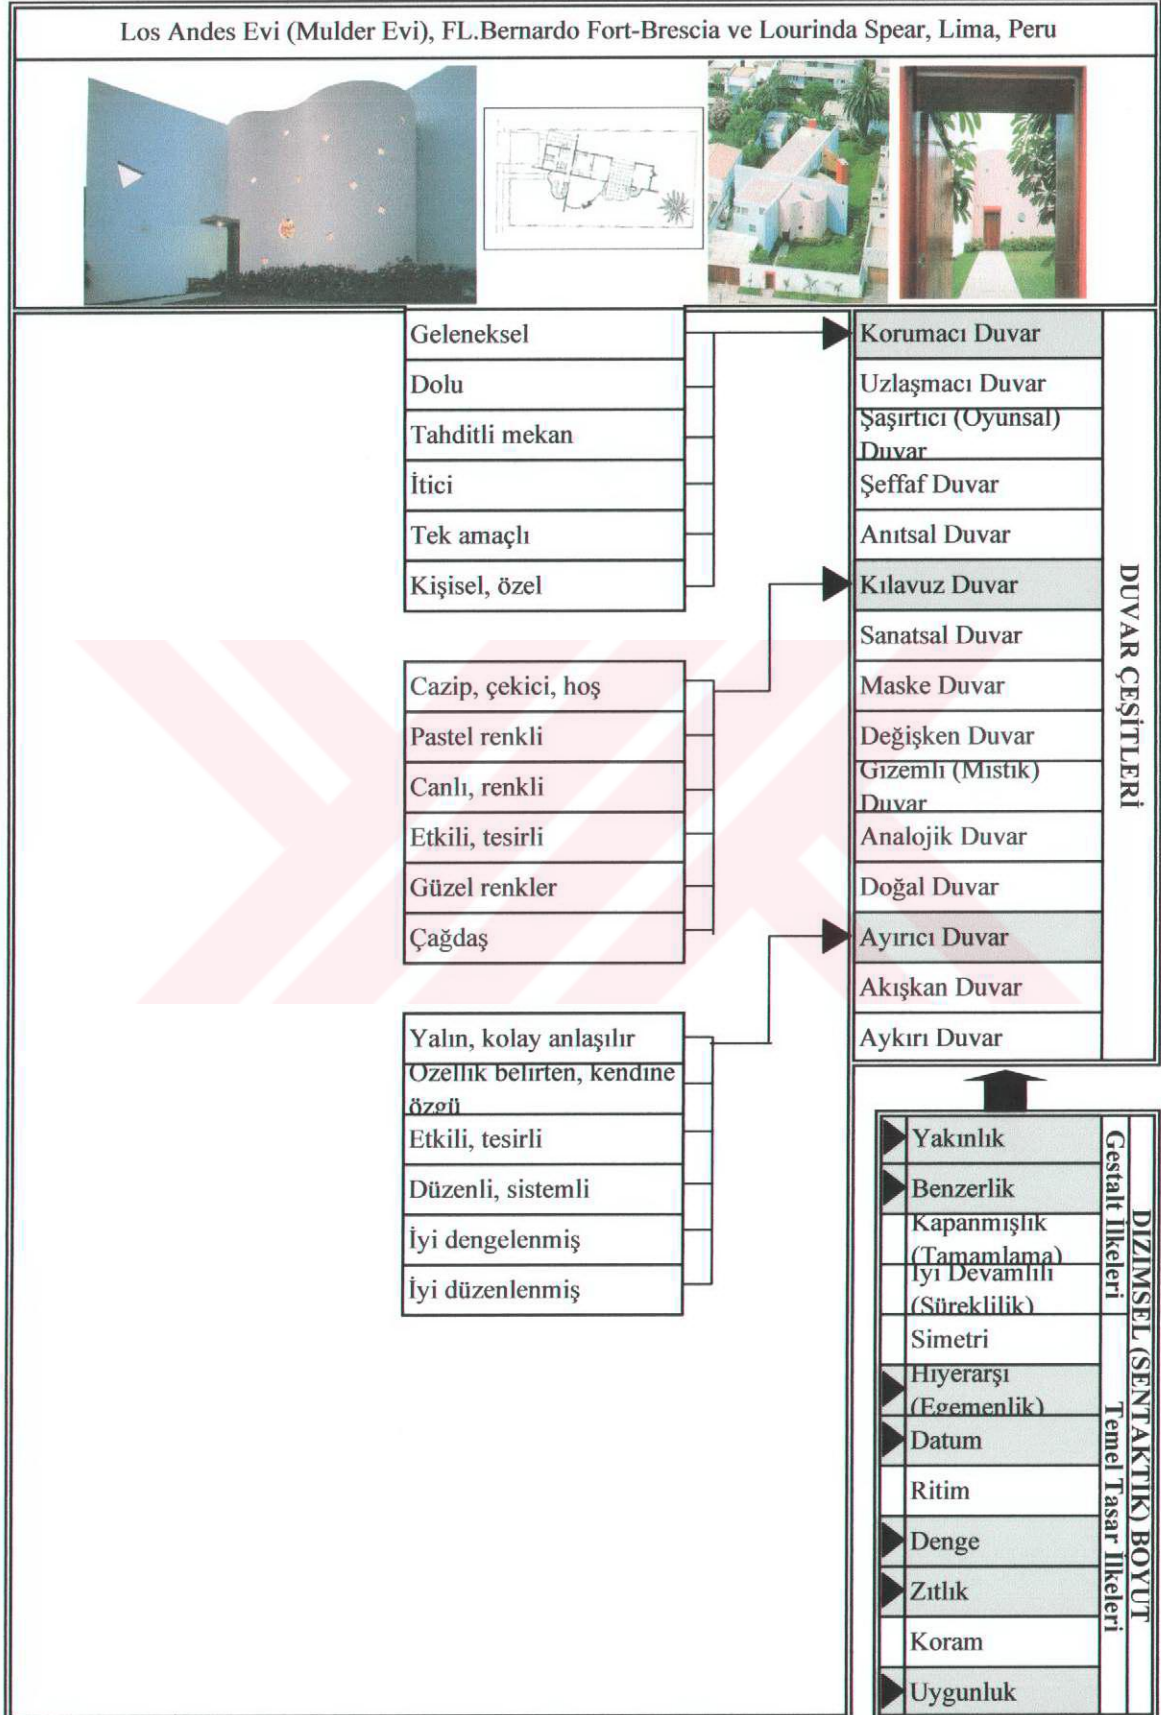 Los Andes Evi (Mulder Evi), FL.Bernardo Fort-Brescia ve Lourinda Spear, Lima, Peru
Geleneksel
Dolu
Tahditli mekan
İtici
Tek amaçlı
Kişisel, özel
Cazip, çekici, hoş
Pastel renkli
Canlı, renkli
Etkili, tesirli
Güzel renkler
Çağdaş
Yalın, kolay anlaşılır
Özellik belirten, kendine
özgü
Etkili, tesirli
Düzenli, sistemli
İyi dengelenmiş
İyi düzenlenmiş
Korumacı Duvar
Uzlaşmacı Duvar
Şaşırtıcı (Oyunsal)
Duvar
Şeffaf Duvar
Anıtsal Duvar
Kılavuz Duvar
Sanatsal Duvar
Maske Duvar
Değişken Duvar
Gizemli (Mistik)
Duvar
Analojik Duvar
Doğal Duvar
Ayırıcı Duvar
Akışkan Duvar
Aykırı Duvar
DUVAR ÇEŞİTLERİ
Yakınlık
Benzerlik
Kapanmışlık
(Tamamlama)
İyi Devamlılı
(Süreklilik)
Simetri
Hiyerarşi
(Egemenlik)
Datum
Ritim
Denge
Zıtlık
Koram
Uygunluk
Gestalt İlkeleri
Temel Tasar İlkeleri
DİZİMSEL (SENTAKTİK) BOYUT